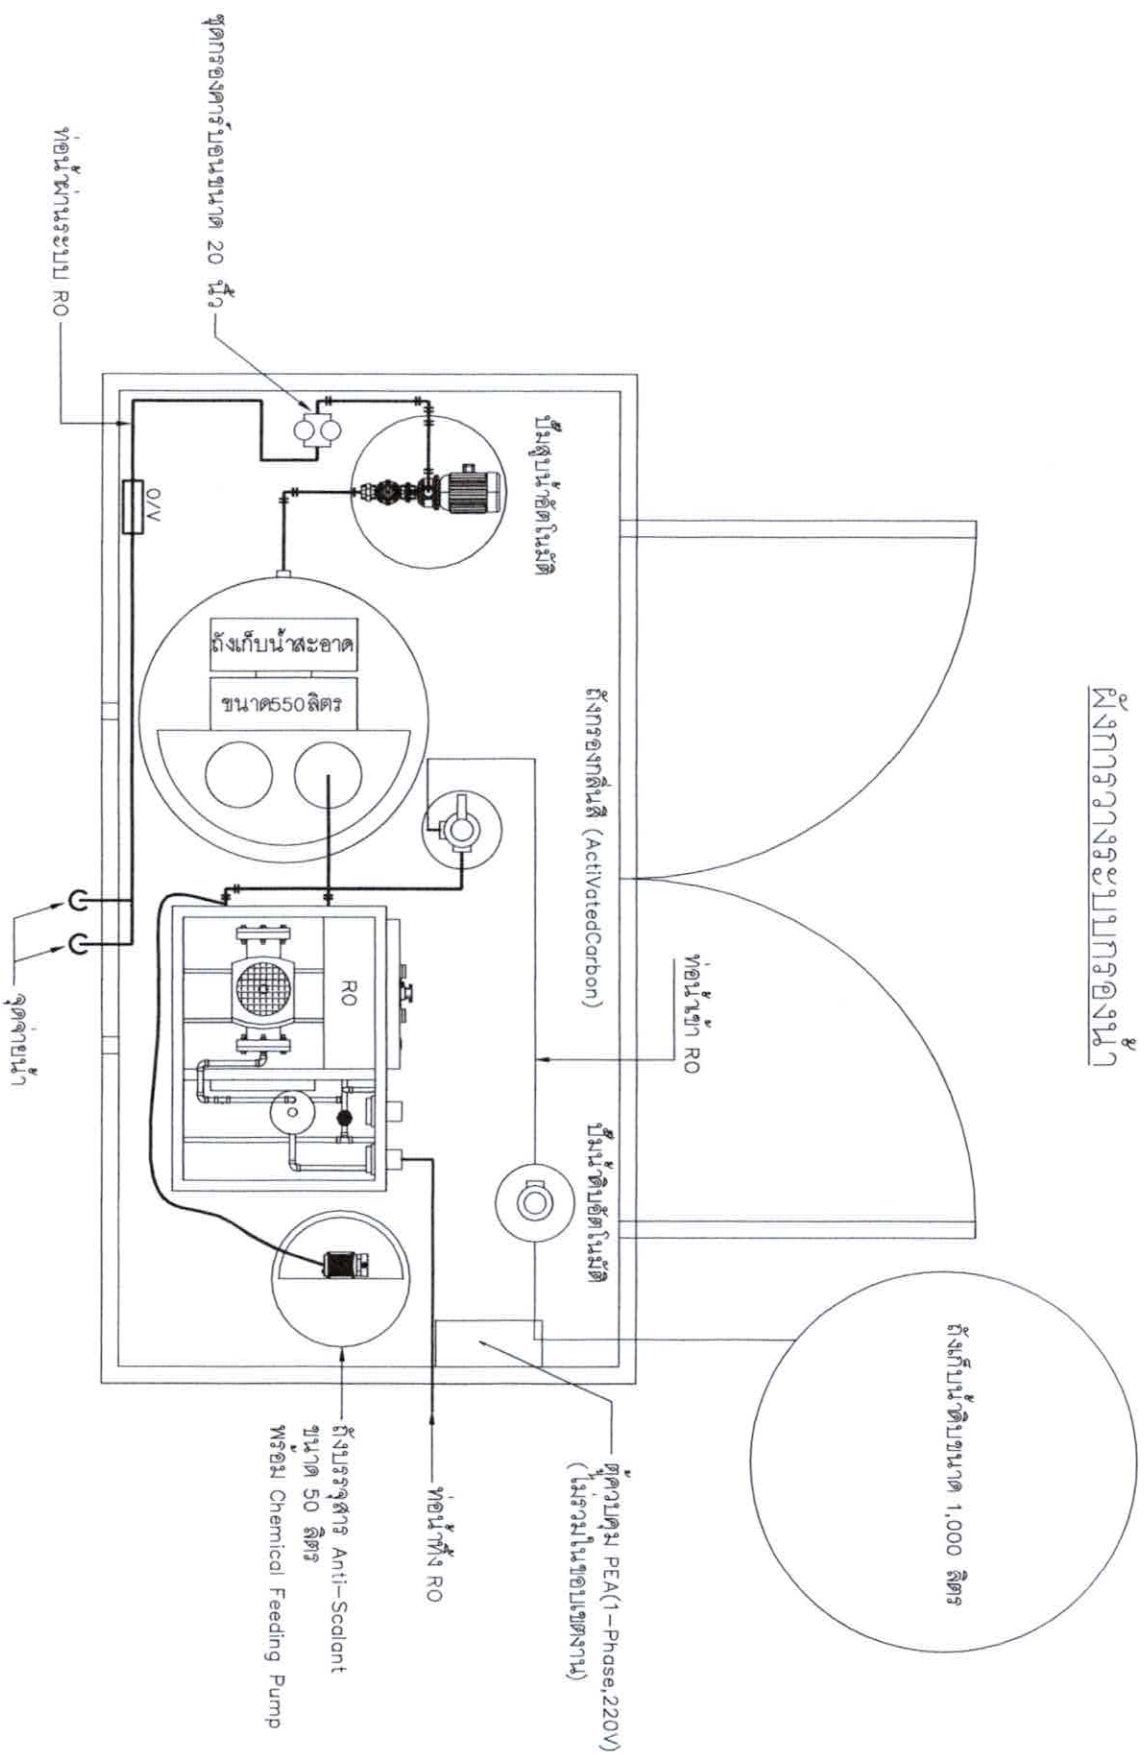 ผังการวางระบบกรองน้ำ
ถังเก็บน้ำดิบขนาด 1,000 ลิตร
ท่อน้ำเข้า RO
ปั๊มสูบน้ำอัตโนมัติ
ถังกรองกลิ่นสี (ActiVatedCarbon)
ปั๊มน้ำดิบอัตโนมัติ
ตู้ควบคุม PEA(1-Phase,220V)
(ไม่รวมในขอบเขตงาน)
ชุดกรองคาร์บอนขนาด 20 นิ้ว
ถังเก็บน้ำสะอาด
ขนาด550ลิตร
RO
ท่อน้ำทิ้ง RO
ถังบรรจุสาร Anti-Scalant
ขนาด 50 ลิตร
พร้อม Chemical Feeding Pump
ท่อน้ำผ่านระบบ RO
O/V
จุดจ่ายน้ำ